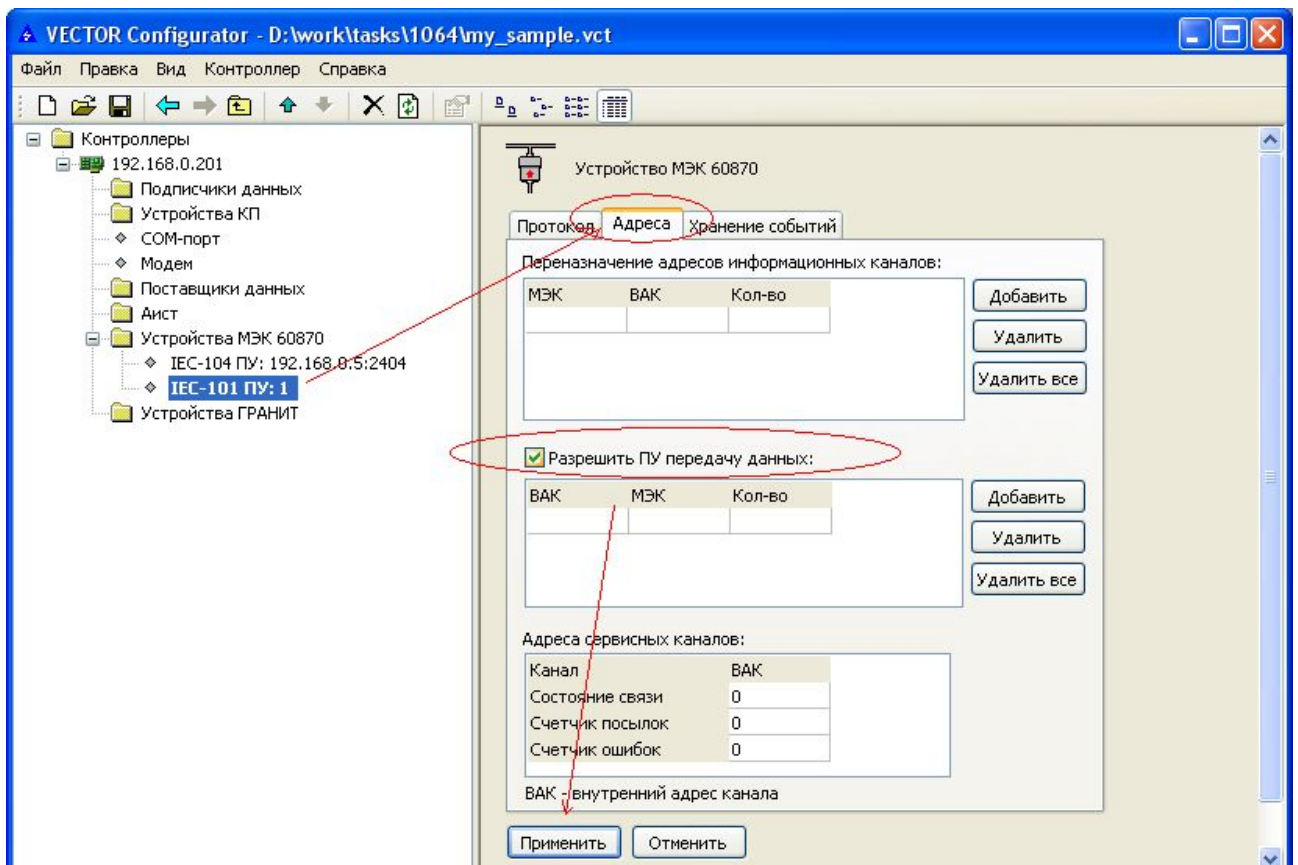 VECTOR Configurator - D:\work\tasks\1064\my_sample.vct
Файл Правка Вид Контроллер Справка
Контроллеры
192.168.0.201
Подписчики данных
Устройства КП
COM-порт
Модем
Поставщики данных
Аист
Устройства МЭК 60870
IEC-104 ПУ: 192.168.0.5:2404
IEC-101 ПУ: 1
Устройства ГРАНИТ
Устройство МЭК 60870
Протокол Адреса Хранение событий
Переназначение адресов информационных каналов:
МЭК ВАК Кол-во
Добавить
Удалить
Удалить все
Разрешить ПУ передачу данных:
ВАК МЭК Кол-во
Добавить
Удалить
Удалить все
Адреса сервисных каналов:
Канал ВАК
Состояние связи 0
Счетчик посылок 0
Счетчик ошибок 0
ВАК - внутренний адрес канала
Применить Отменить